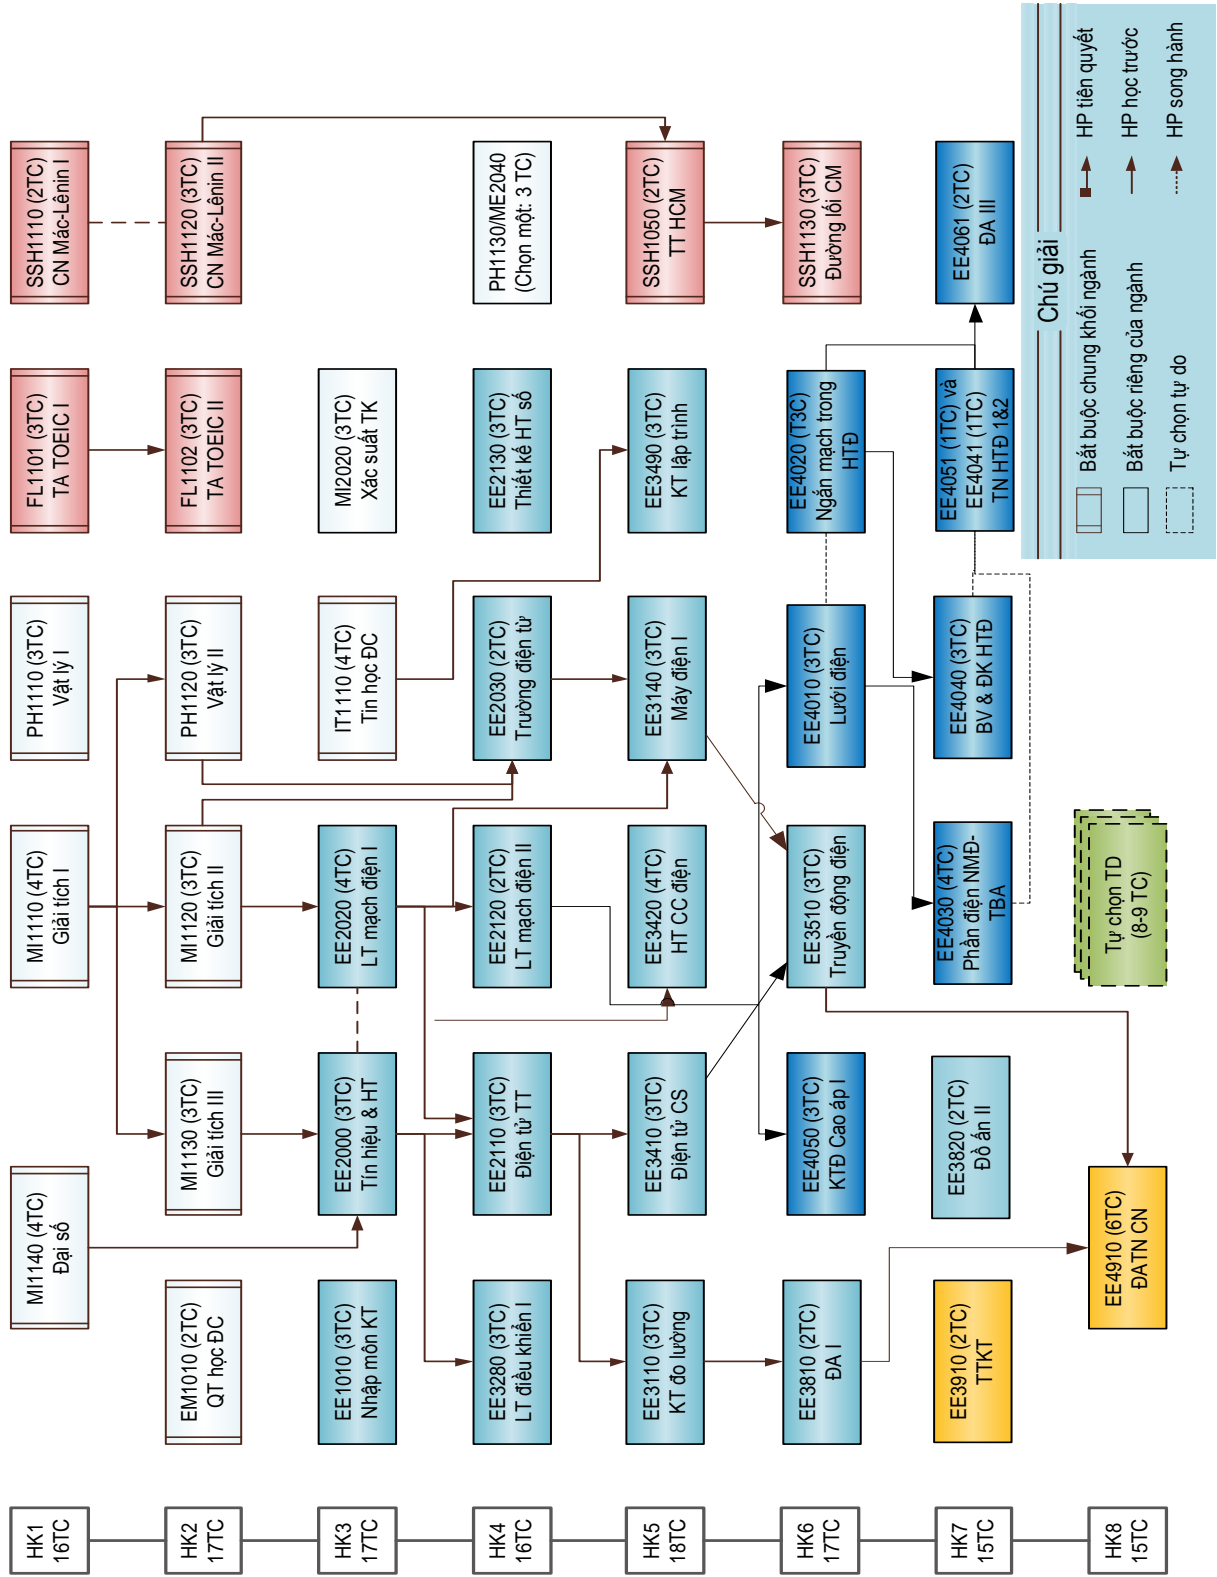 HK1
16TC
MI1140 (4TC)
Đại số
MI1110 (4TC)
Giải tích I
PH1110 (3TC)
Vật lý I
FL1101 (3TC)
TA TOEIC I
SSH1110 (2TC)
CN Mác-Lênin I
HK2
17TC
EM1010 (2TC)
QT học ĐC
MI1130 (3TC)
Giải tích III
MI1120 (3TC)
Giải tích II
PH1120 (3TC)
Vật lý II
FL1102 (3TC)
TA TOEIC II
SSH1120 (3TC)
CN Mác-Lênin II
HK3
17TC
EE1010 (3TC)
Nhập môn KT
EE2000 (3TC)
Tín hiệu & HT
EE2020 (4TC)
LT mạch điện I
IT1110 (4TC)
Tin học ĐC
MI2020 (3TC)
Xác suất TK
HK4
16TC
EE3280 (3TC)
LT điều khiển I
EE2110 (3TC)
Điện tử TT
EE2120 (2TC)
LT mạch điện II
EE2030 (2TC)
Trường điện từ
EE2130 (3TC)
Thiết kế HT số
PH1130/ME2040
(Chọn một: 3 TC)
HK5
18TC
EE3110 (3TC)
KT đo lường
EE3410 (3TC)
Điện tử CS
EE3420 (4TC)
HT CC điện
EE3140 (3TC)
Máy điện I
EE3490 (3TC)
KT lập trình
SSH1050 (2TC)
TT HCM
HK6
17TC
EE3810 (2TC)
ĐA I
EE4050 (3TC)
KTĐ Cao áp I
EE3510 (3TC)
Truyền động điện
EE4010 (3TC)
Lưới điện
EE4020 (T3C)
Ngắn mạch trong
HTĐ
SSH1130 (3TC)
Đường lối CM
HK7
15TC
EE3910 (2TC)
TTKT
EE3820 (2TC)
Đồ án II
EE4030 (4TC)
Phần điện NMĐ-
TBA
EE4040 (3TC)
BV & ĐK HTĐ
EE4051 (1TC) và
EE4041 (1TC)
TN HTĐ 1&2
EE4061 (2TC)
ĐA III
HK8
15TC
EE4910 (6TC)
ĐATN CN
Tự chọn TD
(8-9 TC)
Chú giải
Bắt buộc chung khối ngành
HP tiên quyết
Bắt buộc riêng của ngành
HP học trước
Tự chọn tự do
HP song hành